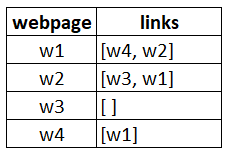 webpage links
w1 [w4, w2]
w2 [w3, w1]
w3 [ ]
w4 [w1]